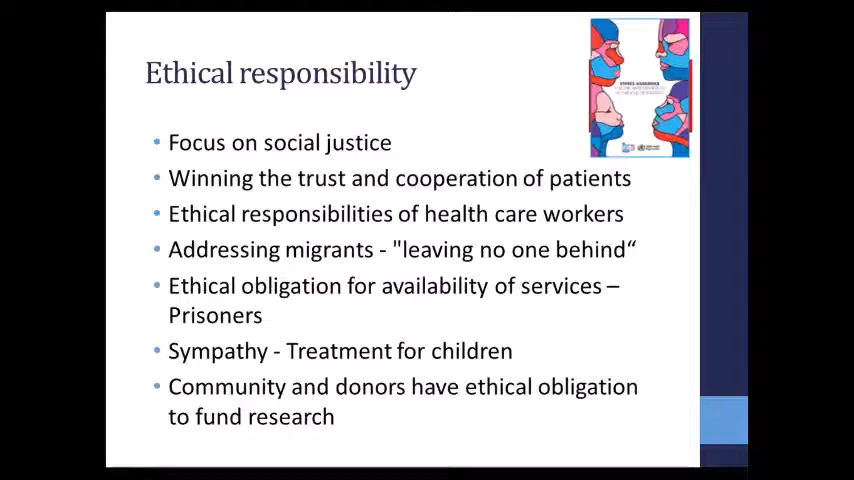 Ethical responsibility
• Focus on social justice
• Winning the trust and cooperation of patients
• Ethical responsibilities of health care workers
• Addressing migrants - "leaving no one behind“
• Ethical obligation for availability of services –
Prisoners
• Sympathy - Treatment for children
• Community and donors have ethical obligation
to fund research
ETHICS GUIDANCE